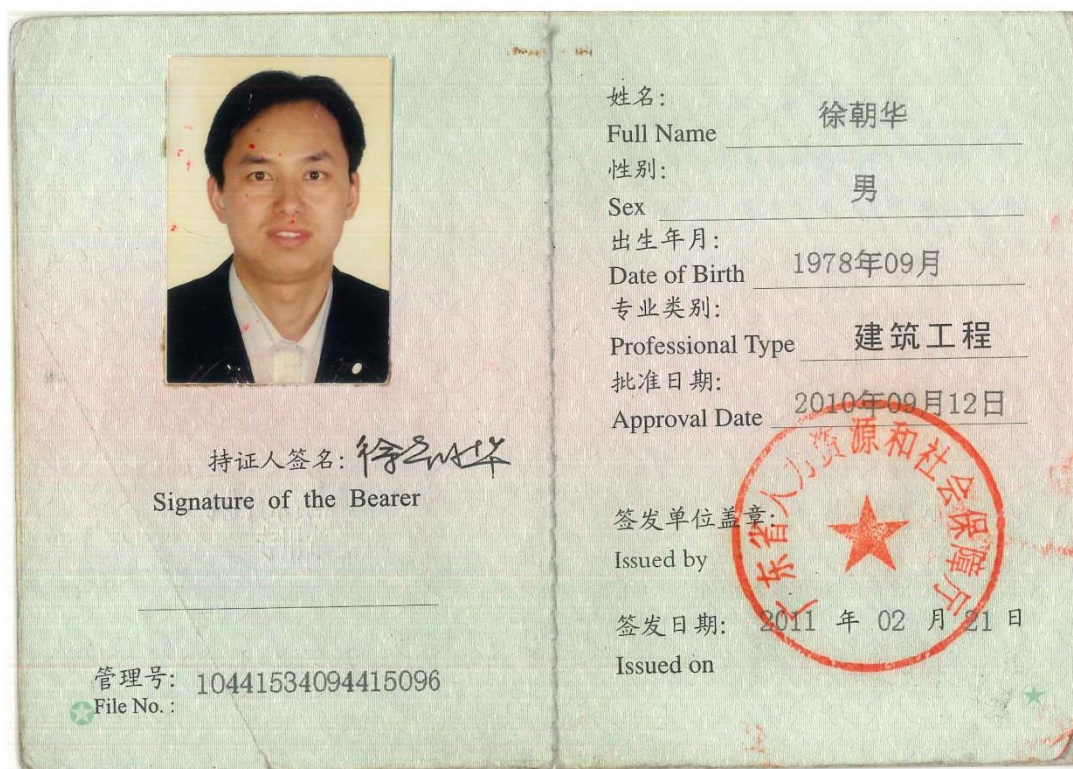 持证人签名: 徐朝华
Signature of the Bearer
管理号: 10441534094415096
File No. :
姓名: 徐朝华
Full Name
性别: 男
Sex
出生年月: 1978年09月
Date of Birth
专业类别:
Professional Type 建筑工程
批准日期:
Approval Date 2010年09月12日
广东省人力资源和社会保障厅
签发单位盖章:
Issued by
签发日期: 2011 年 02 月 21 日
Issued on